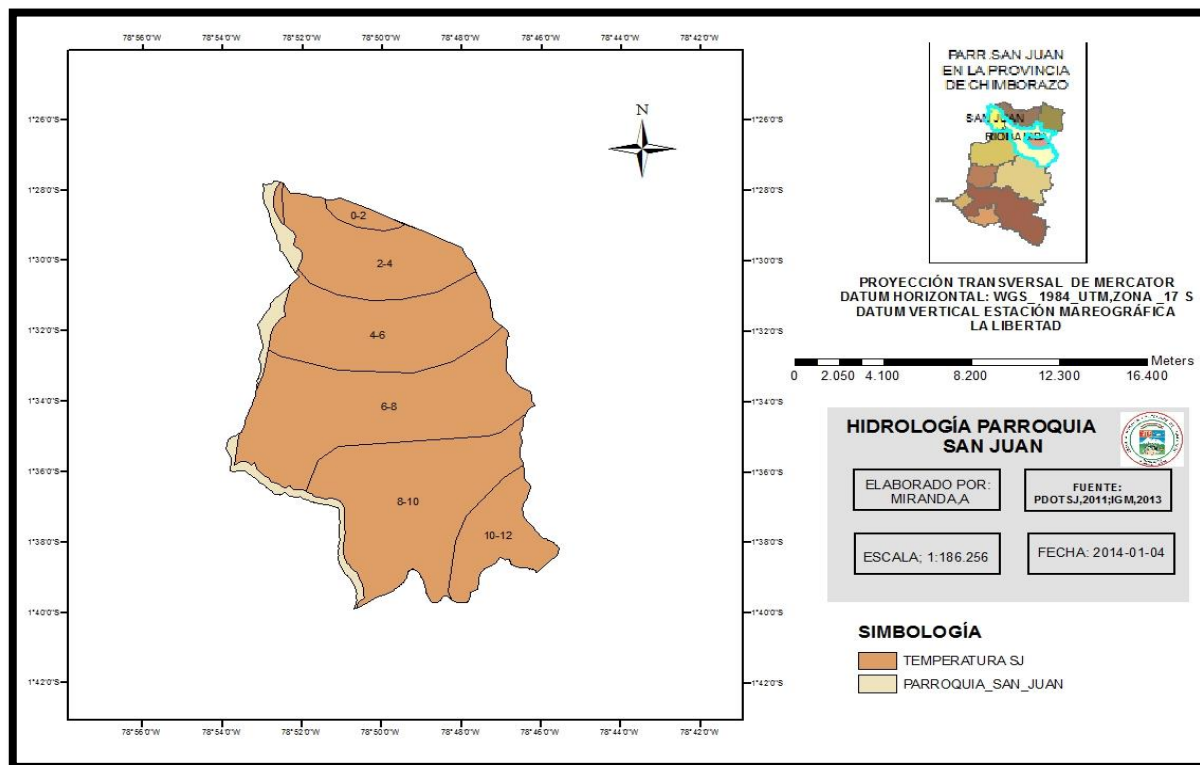 78°56'0"W 78°54'0"W 78°52'0"W 78°50'0"W 78°48'0"W 78°46'0"W 78°44'0"W 78°42'0"W
1°26'0"S
1°28'0"S
1°30'0"S
1°32'0"S
1°34'0"S
1°36'0"S
1°38'0"S
1°40'0"S
1°42'0"S
N
0-2
2-4
4-6
6-8
8-10
10-12
1°26'0"S
1°28'0"S
1°30'0"S
1°32'0"S
1°34'0"S
1°36'0"S
1°38'0"S
1°40'0"S
1°42'0"S
78°56'0"W 78°54'0"W 78°52'0"W 78°50'0"W 78°48'0"W 78°46'0"W 78°44'0"W 78°42'0"W
PARR.SAN JUAN
EN LA PROVINCIA
DE CHIMBORAZO
SAN JUAN
RIOBAMBA
PROYECCIÓN TRANSVERSAL DE MERCATOR
DATUM HORIZONTAL: WGS_1984_UTM,ZONA_17 S
DATUM VERTICAL ESTACIÓN MAREOGRÁFICA
LA LIBERTAD
Meters
0 2.050 4.100 8.200 12.300 16.400
HIDROLOGÍA PARROQUIA
SAN JUAN
ELABORADO POR:
MIRANDA,A
FUENTE:
PDOTSJ,2011;IGM,2013
ESCALA; 1:186.256
FECHA: 2014-01-04
SIMBOLOGÍA
TEMPERATURA SJ
PARROQUIA_SAN_JUAN